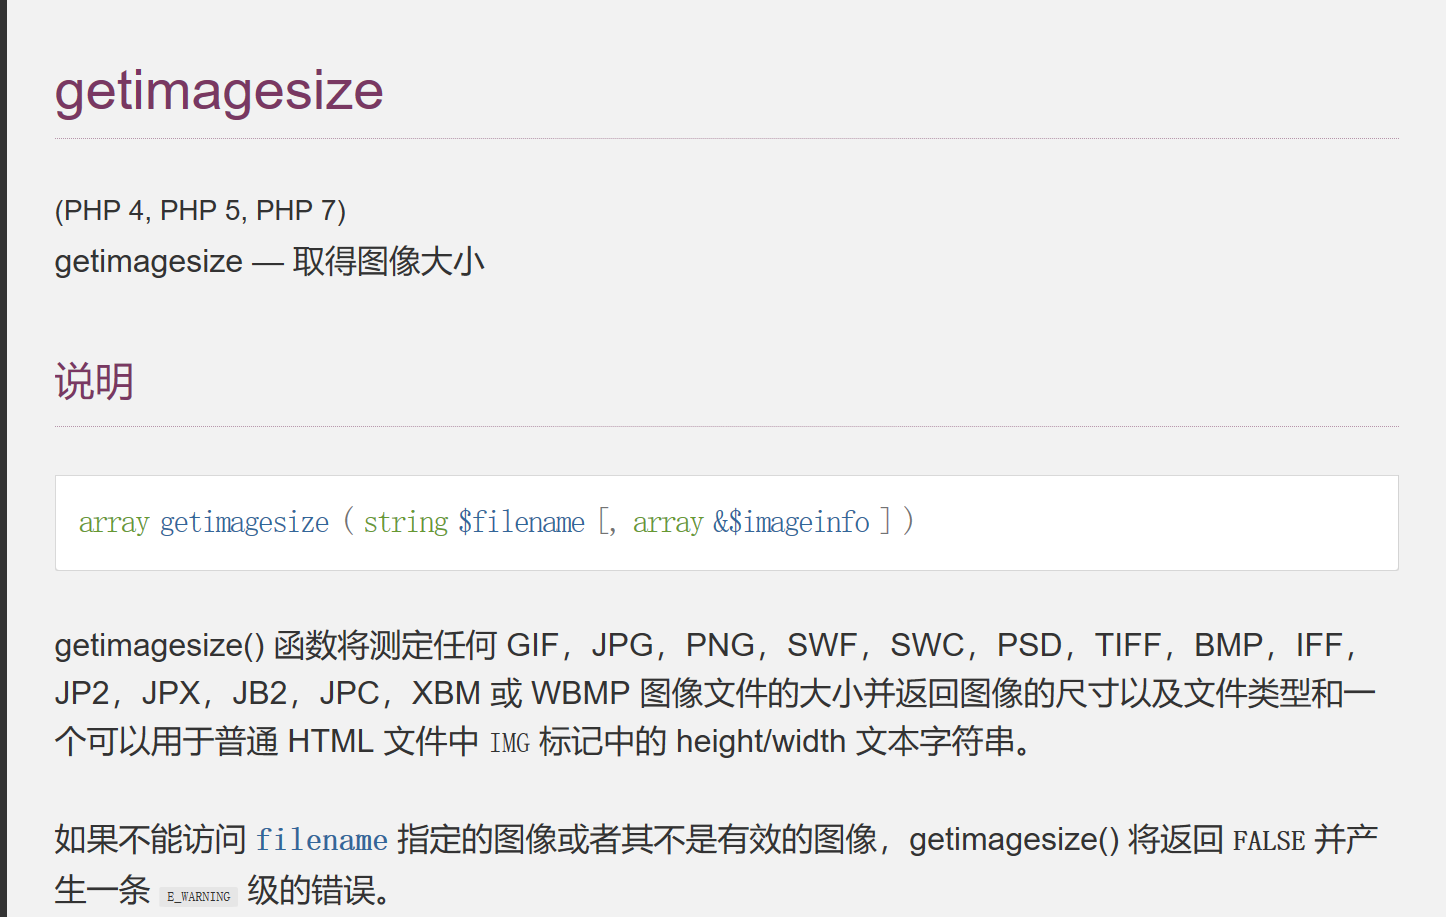 getimagesize
(PHP 4, PHP 5, PHP 7)
getimagesize — 取得图像大小
说明
array getimagesize ( string $filename [, array &$imageinfo ] )
getimagesize() 函数将测定任何 GIF，JPG，PNG，SWF，SWC，PSD，TIFF，BMP，IFF，
JP2，JPX，JB2，JPC，XBM 或 WBMP 图像文件的大小并返回图像的尺寸以及文件类型和一
个可以用于普通 HTML 文件中 IMG 标记中的 height/width 文本字符串。
如果不能访问 filename 指定的图像或者其不是有效的图像，getimagesize() 将返回 FALSE 并产
生一条 E_WARNING 级的错误。